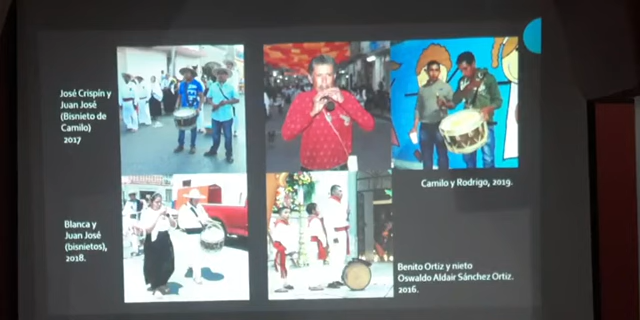 José Crispín y
Juan José
(Bisnieto de
Camilo)
2017
Camilo y Rodrigo, 2019.
Blanca y
Juan José
(bisnietos),
2018.
Benito Ortiz y nieto
Oswaldo Aldair Sánchez Ortiz.
2016.